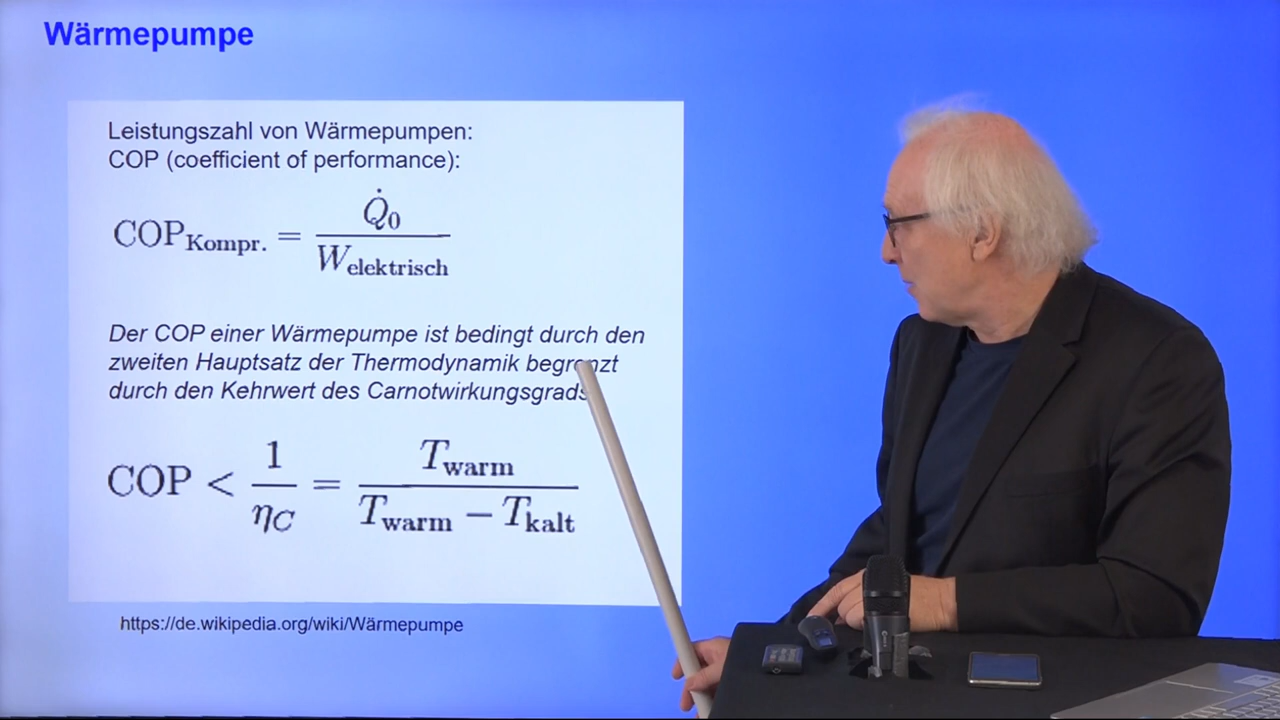 Wärmepumpe
Leistungszahl von Wärmepumpen:
COP (coefficient of performance):
COP_Kompr. = Q̇₀ / W_elektrisch
Der COP einer Wärmepumpe ist bedingt durch den
zweiten Hauptsatz der Thermodynamik begrenzt
durch den Kehrwert des Carnotwirkungsgrads
COP < 1 / η_C = T_warm / (T_warm − T_kalt)
https://de.wikipedia.org/wiki/Wärmepumpe